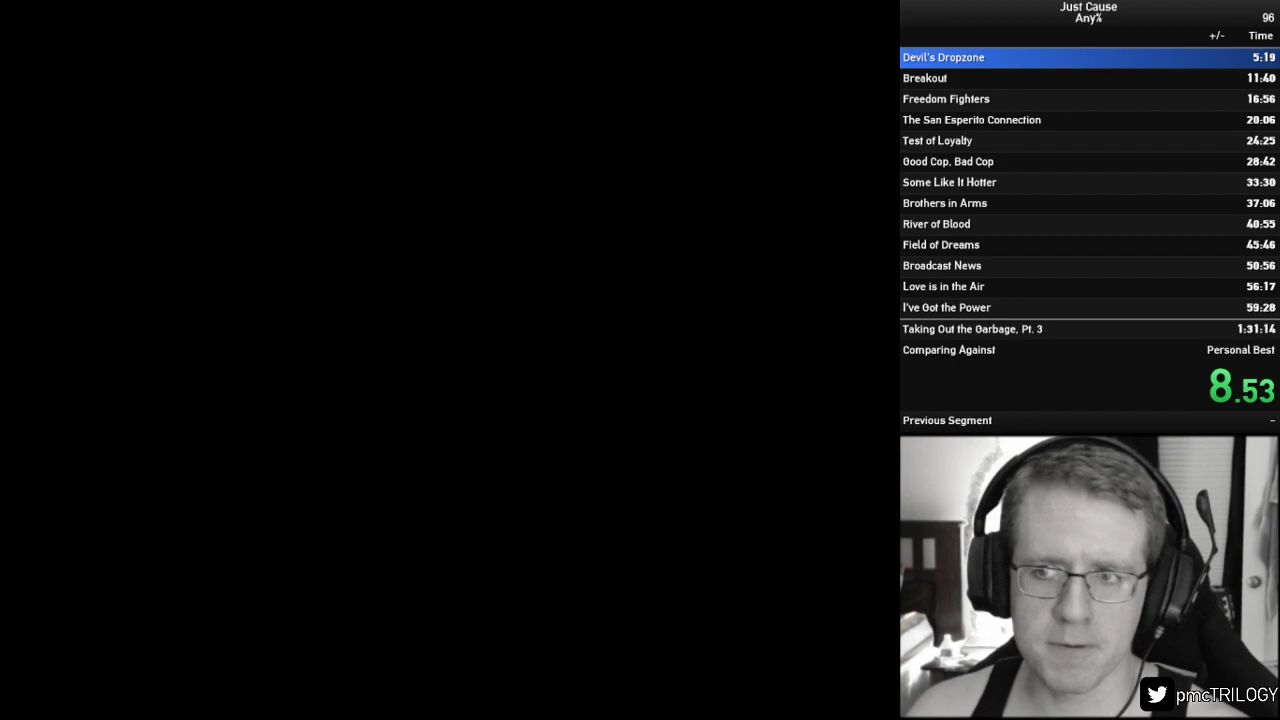 Just Cause
Any%
96
+/- Time
Devil's Dropzone 5:19
Breakout 11:40
Freedom Fighters 16:56
The San Esperito Connection 20:06
Test of Loyalty 24:25
Good Cop, Bad Cop 28:42
Some Like It Hotter 33:30
Brothers in Arms 37:06
River of Blood 40:55
Field of Dreams 45:46
Broadcast News 50:56
Love is in the Air 56:17
I've Got the Power 59:28
Taking Out the Garbage, Pt. 3 1:31:14
Comparing Against Personal Best
8.53
Previous Segment -
pmcTRILOGY